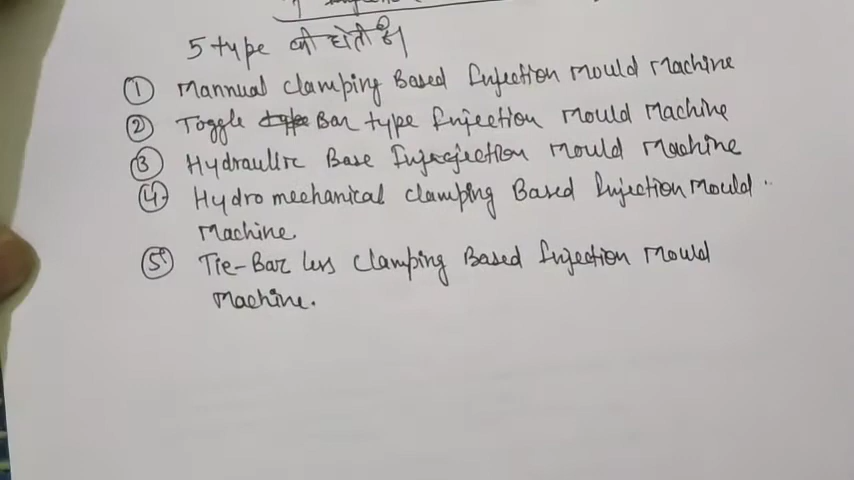 5 type की होती है।
① Mannual clamping Based Injection Mould Machine
② Toggle Bar type Injection Mould Machine
③ Hydraulic Base Injecjection Mould Machine
④ Hydro mechanical clamping Based Injection Mould
Machine.
⑤ Tie-Bar less clamping Based Injection Mould
Machine.